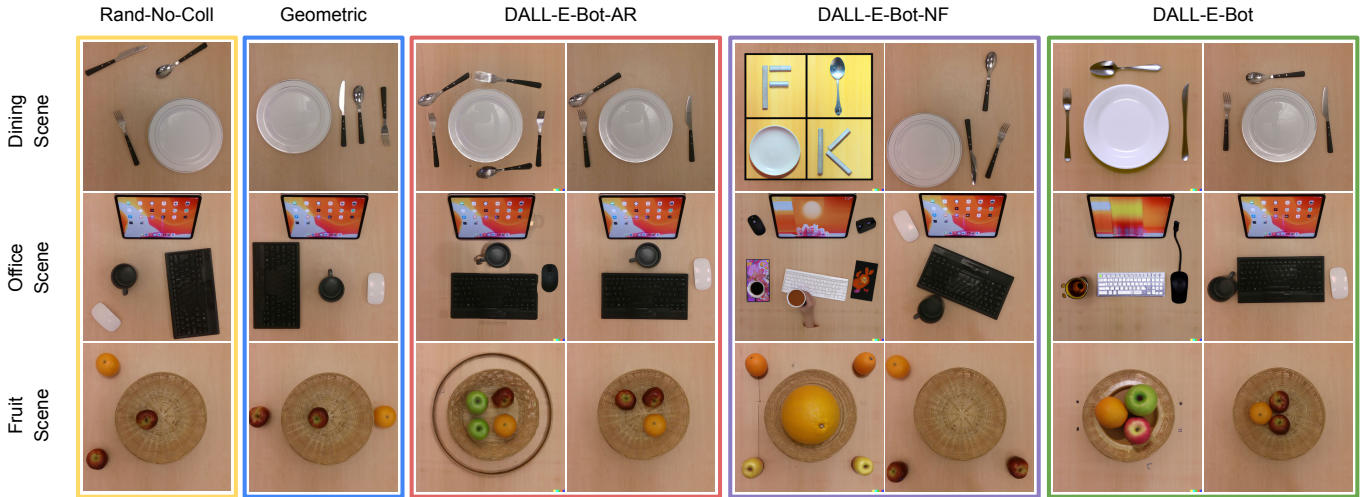 Rand-No-Coll
Geometric
DALL-E-Bot-AR
DALL-E-Bot-NF
DALL-E-Bot
Dining
Scene
F
K
Office
Scene
Fruit
Scene